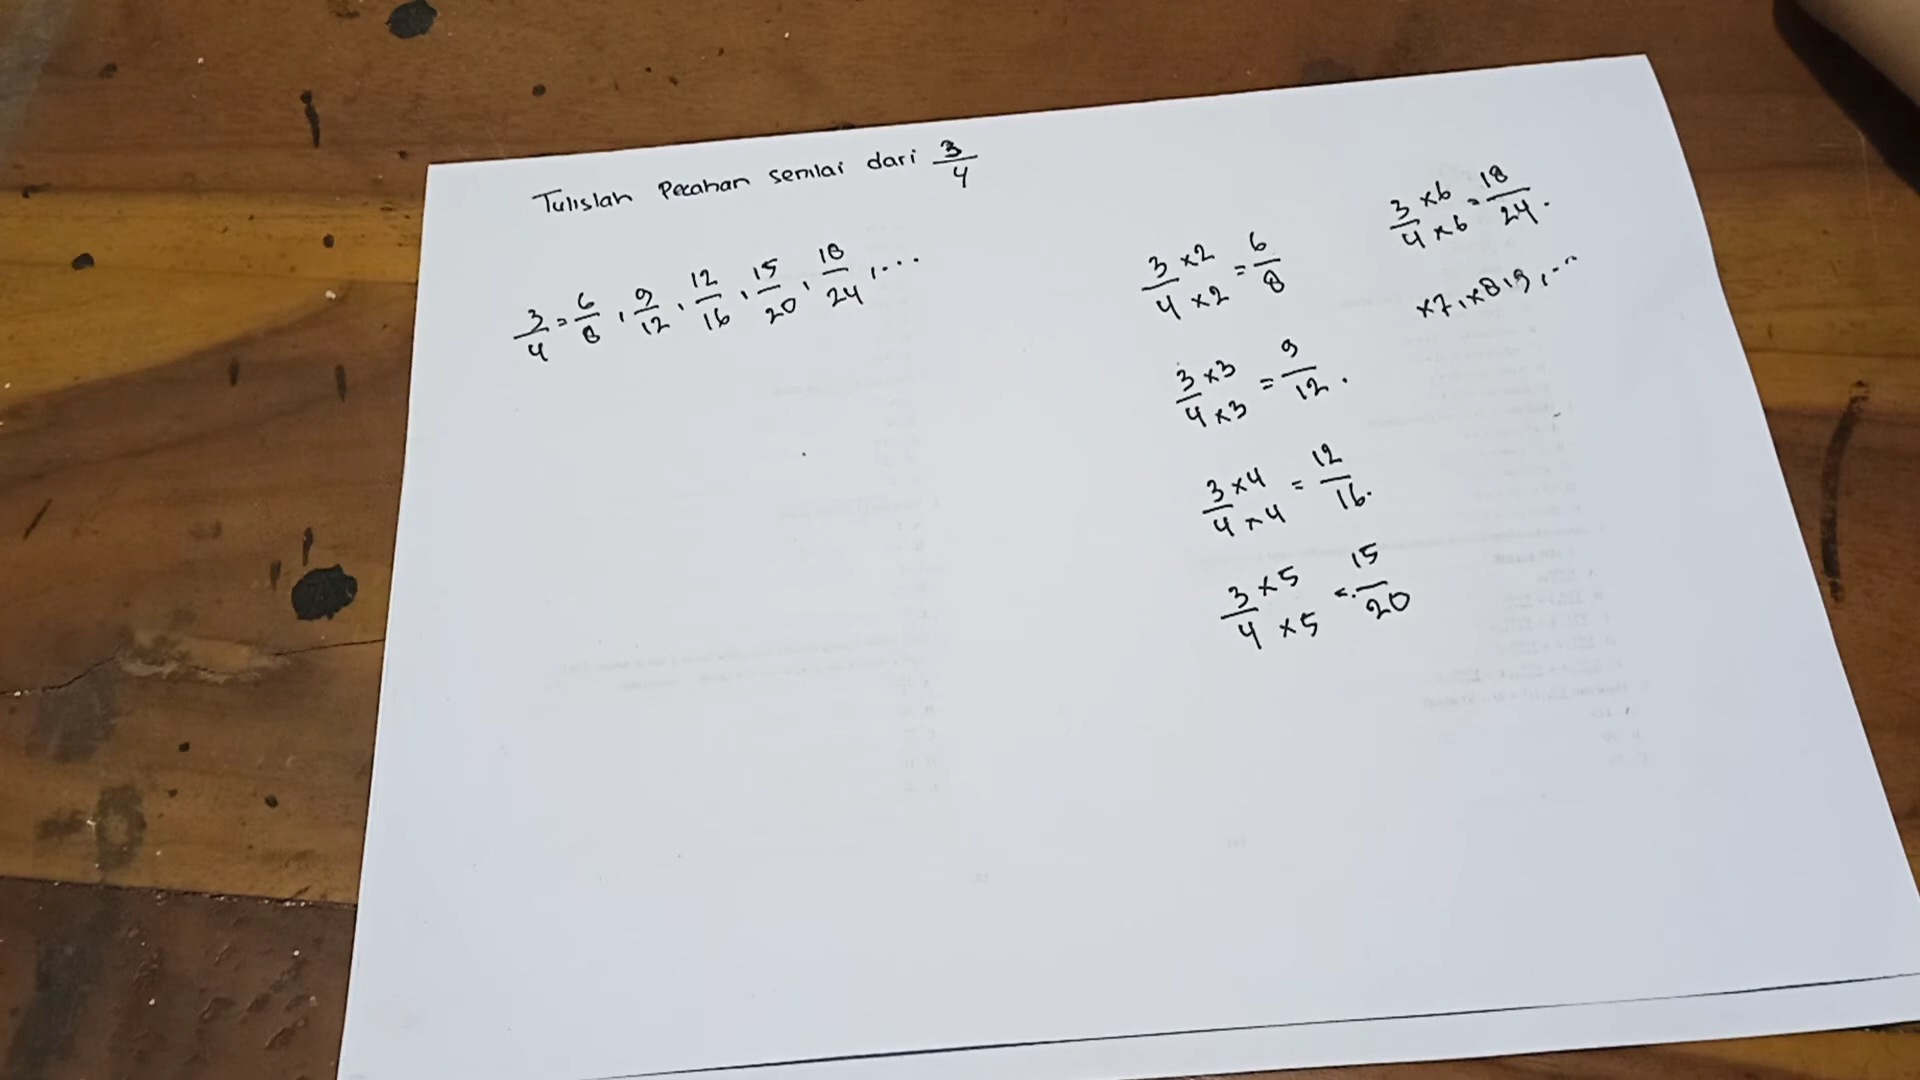 Tulislah Pecahan senilai dari 3/4
3/4 = 6/8, 9/12, 12/16, 15/20, 18/24, ...
3/4 ×2 ×2 = 6/8
3/4 ×3 ×3 = 9/12.
3/4 ×4 ×4 = 12/16.
3/4 ×5 ×5 = 15/20
3/4 ×6 ×6 = 18/24.
×7, ×8, 9, ...